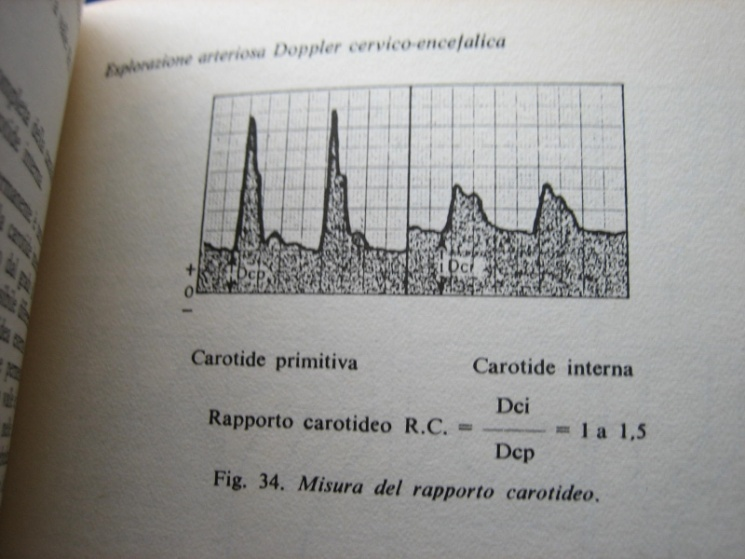 Explorazione arteriosa Doppler cervico-encefalica
+
0
−
Dcp
Dci
Carotide primitiva
Carotide interna
Rapporto carotideo R.C. = Dci / Dcp = 1 a 1,5
Fig. 34. Misura del rapporto carotideo.